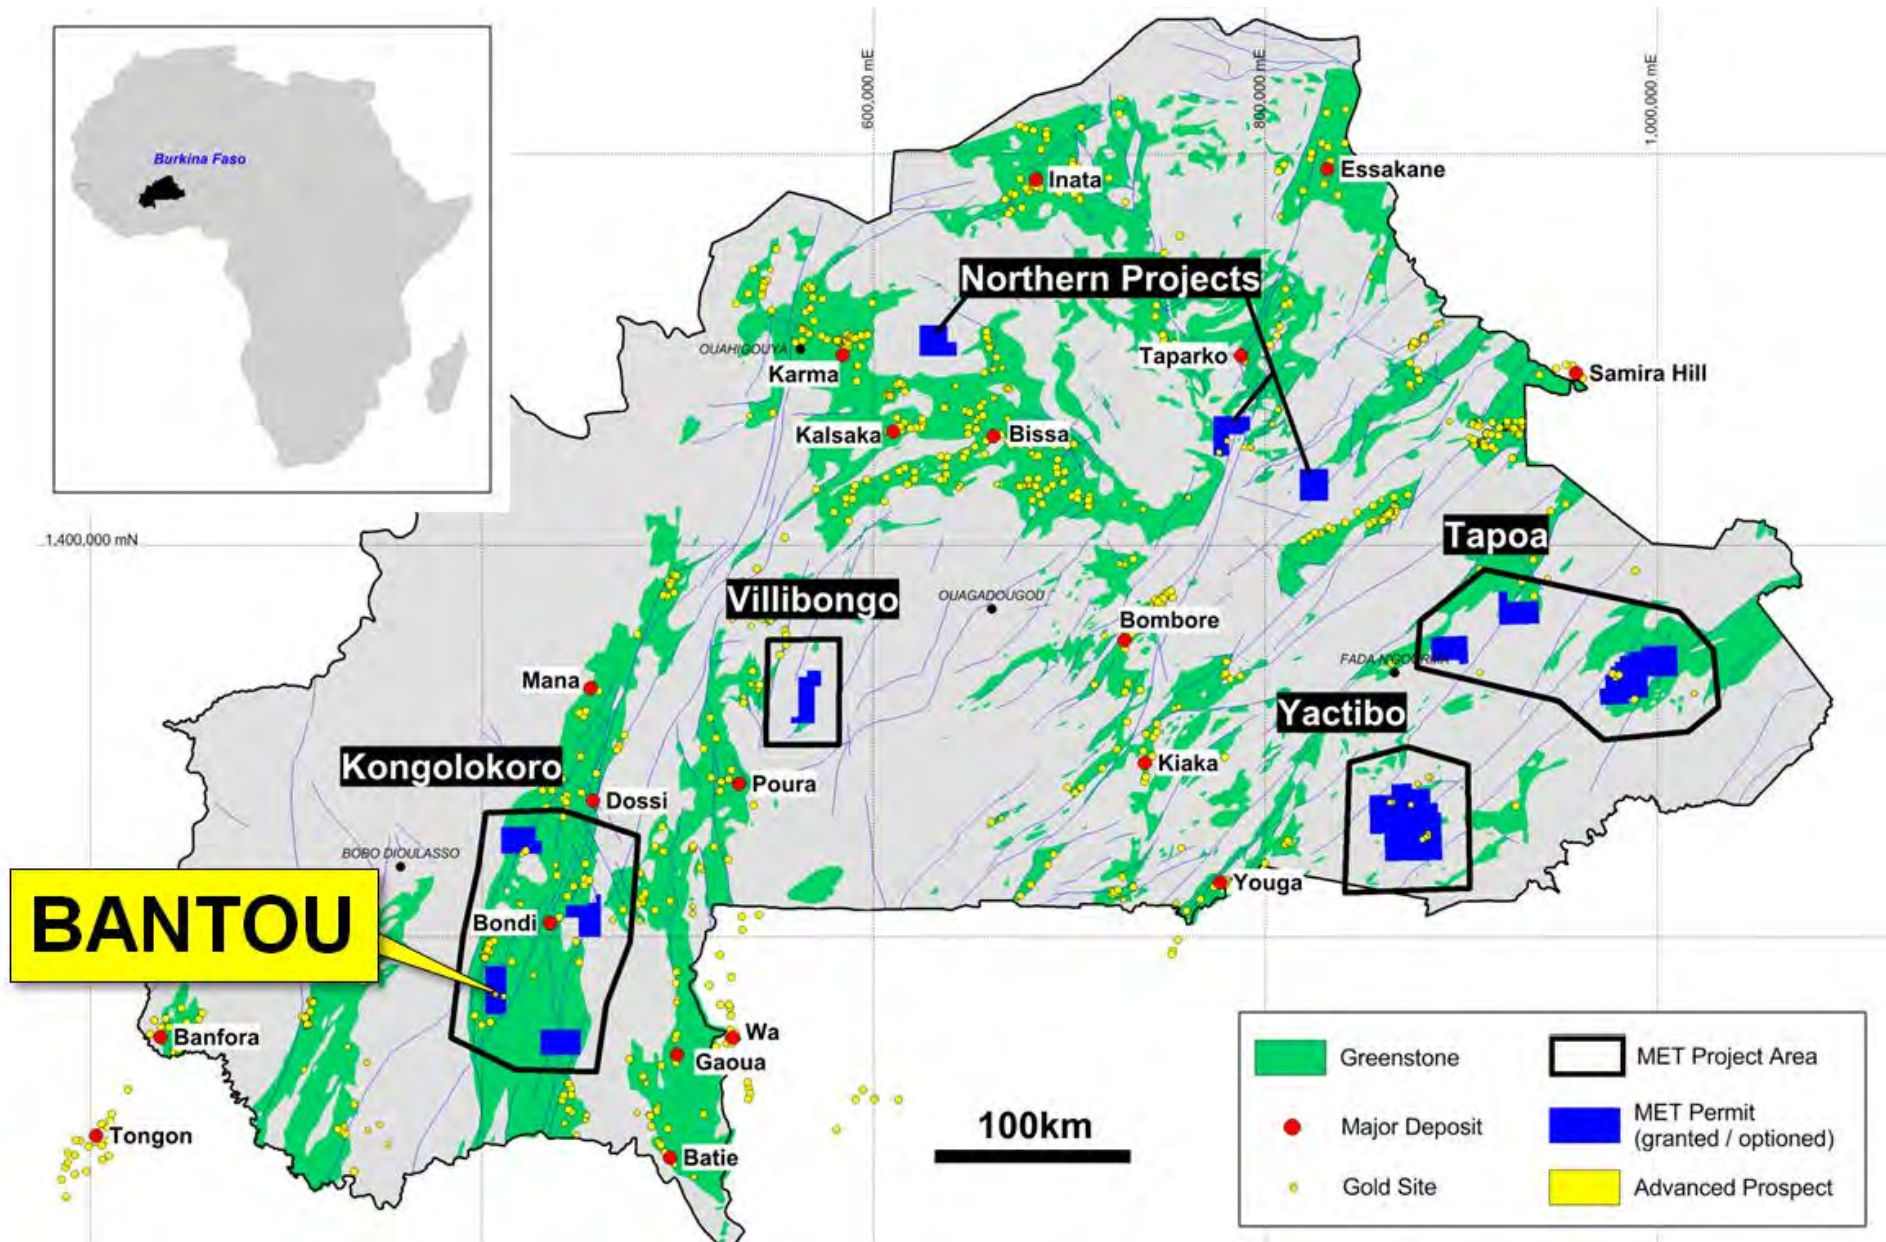 Burkina Faso
600,000 mE
800,000 mE
1,000,000 mE
Inata
Essakane
Northern Projects
OUAHIGOUYA
Karma
Taparko
Samira Hill
Kalsaka
Bissa
1,400,000 mN
Tapoa
Villibongo
OUAGADOUGOU
Bombore
FADA N'GOURMA
Mana
Yactibo
Kongolokoro
Poura
Kiaka
Dossi
BOBO DIOULASSO
Youga
BANTOU
Bondi
Banfora
Wa
Gaoua
Tongon
Batie
100km
Greenstone
MET Project Area
Major Deposit
MET Permit
(granted / optioned)
Gold Site
Advanced Prospect